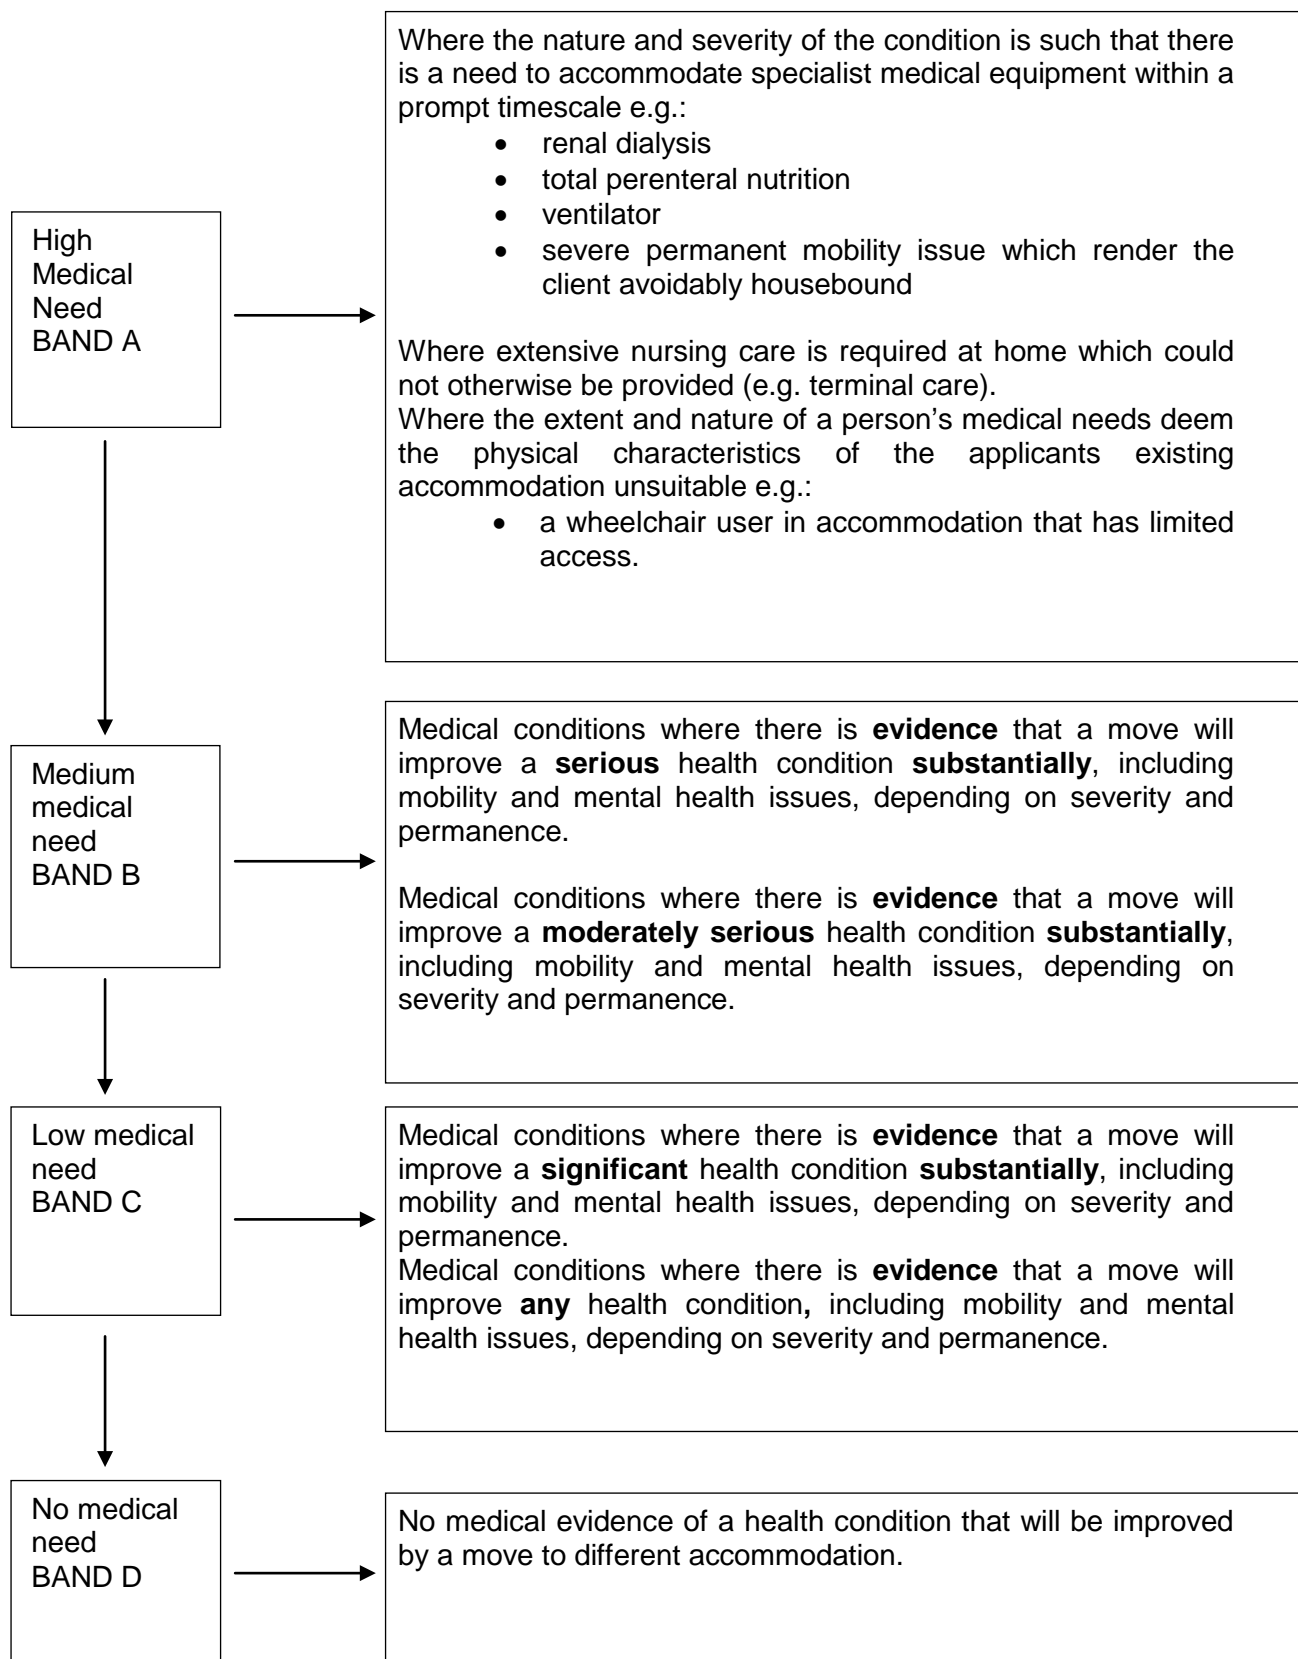 Where the nature and severity of the condition is such that there
is a need to accommodate specialist medical equipment within a
prompt timescale e.g.:
• renal dialysis
• total perenteral nutrition
• ventilator
• severe permanent mobility issue which render the
client avoidably housebound
High
Medical
Need
BAND A
Where extensive nursing care is required at home which could
not otherwise be provided (e.g. terminal care).
Where the extent and nature of a person’s medical needs deem
the physical characteristics of the applicants existing
accommodation unsuitable e.g.:
• a wheelchair user in accommodation that has limited
access.
Medium
medical
need
BAND B
Medical conditions where there is evidence that a move will
improve a serious health condition substantially, including
mobility and mental health issues, depending on severity and
permanence.
Medical conditions where there is evidence that a move will
improve a moderately serious health condition substantially,
including mobility and mental health issues, depending on
severity and permanence.
Low medical
need
BAND C
Medical conditions where there is evidence that a move will
improve a significant health condition substantially, including
mobility and mental health issues, depending on severity and
permanence.
Medical conditions where there is evidence that a move will
improve any health condition, including mobility and mental
health issues, depending on severity and permanence.
No medical
need
BAND D
No medical evidence of a health condition that will be improved
by a move to different accommodation.